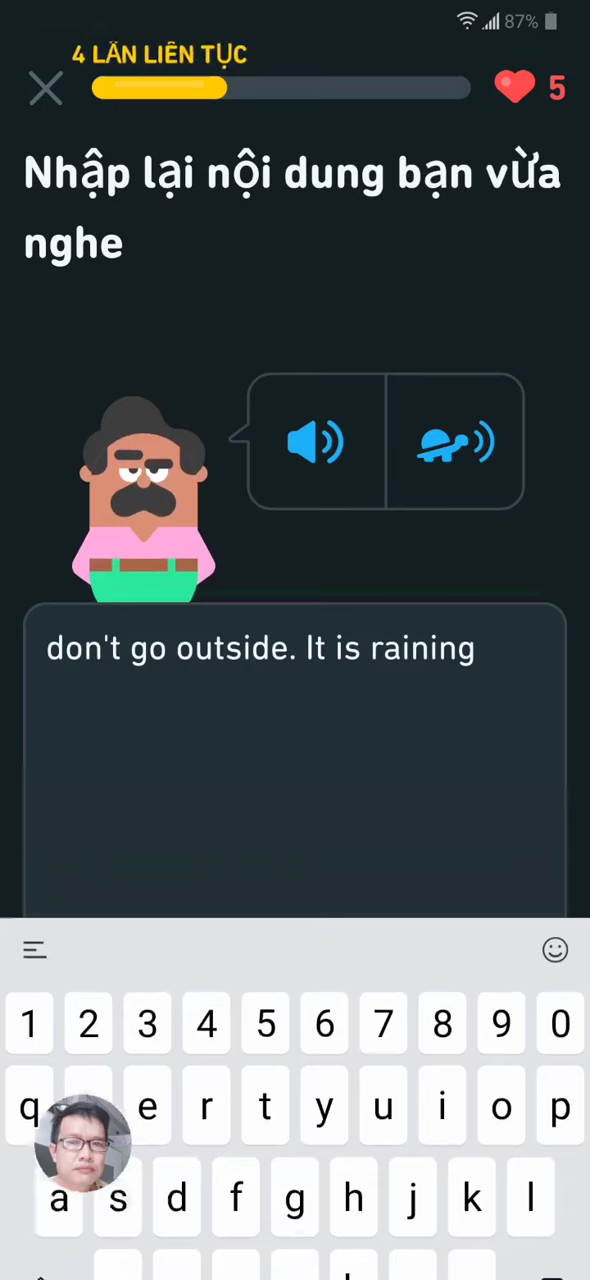 87%
4 LẦN LIÊN TỤC
5
Nhập lại nội dung bạn vừa
nghe
don't go outside. It is raining
1 2 3 4 5 6 7 8 9 0
q e r t y u i o p
a s d f g h j k l